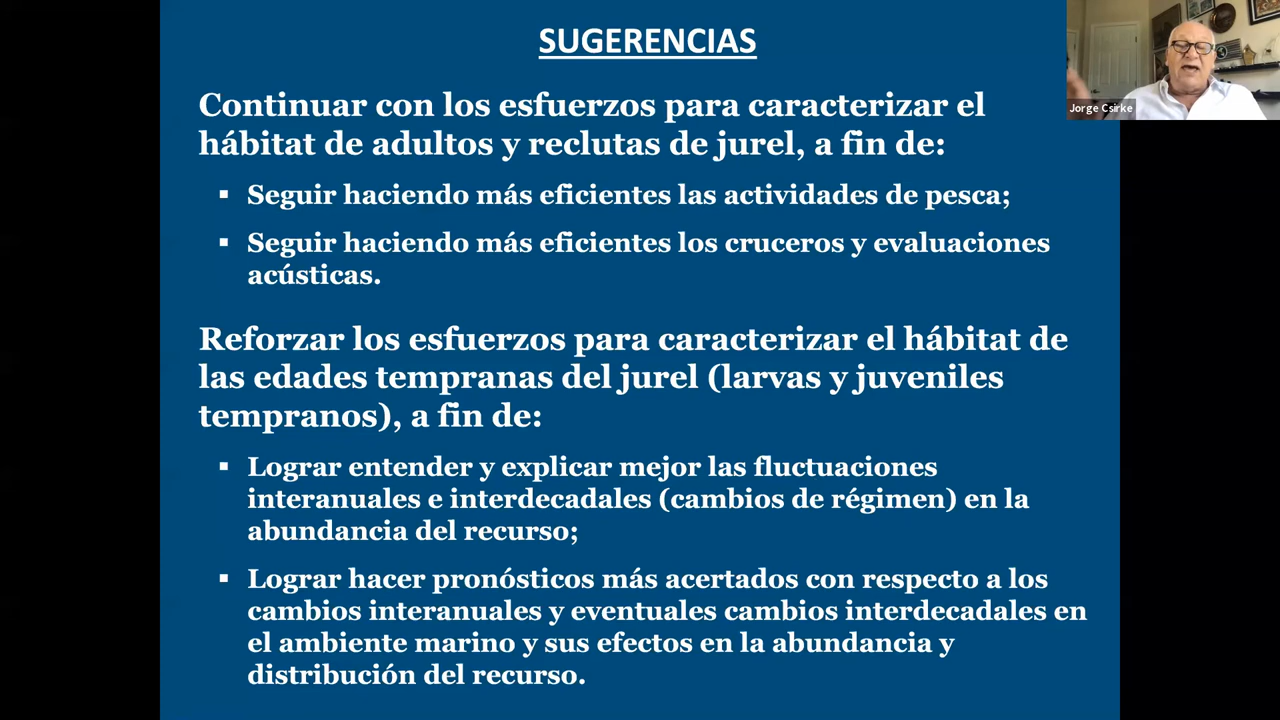 SUGERENCIAS
Jorge Csirke
Continuar con los esfuerzos para caracterizar el
hábitat de adultos y reclutas de jurel, a fin de:
▪ Seguir haciendo más eficientes las actividades de pesca;
▪ Seguir haciendo más eficientes los cruceros y evaluaciones
acústicas.
Reforzar los esfuerzos para caracterizar el hábitat de
las edades tempranas del jurel (larvas y juveniles
tempranos), a fin de:
▪ Lograr entender y explicar mejor las fluctuaciones
interanuales e interdecadales (cambios de régimen) en la
abundancia del recurso;
▪ Lograr hacer pronósticos más acertados con respecto a los
cambios interanuales y eventuales cambios interdecadales en
el ambiente marino y sus efectos en la abundancia y
distribución del recurso.